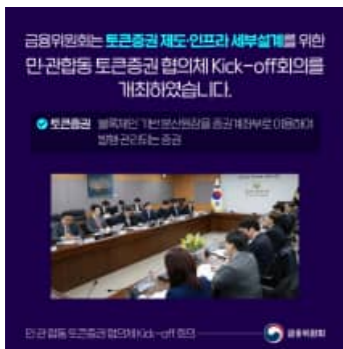 금융위원회는 토큰증권 제도·인프라 세부설계를 위한
민·관합동 토큰증권 협의체 Kick-off회의를
개최하였습니다.
토큰증권 블록체인 기반 분산원장을 증권계좌부로 이용하여
발행·관리되는 증권
민·관 합동 토큰증권 협의체 Kick-off 회의
금융위원회